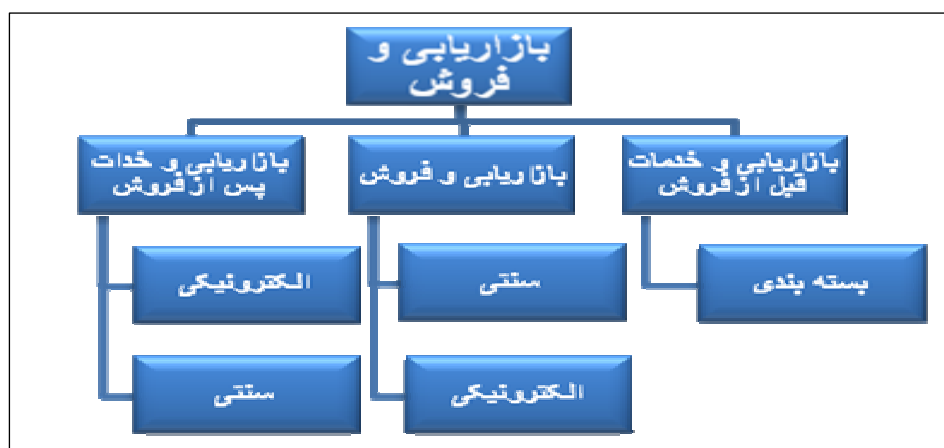 بازاریابی و
فروش
بازاریابی و خدمات
قبل از فروش
بازاریابی و فروش
بازاریابی و خدات
پس از فروش
بسته بندی
سنتی
الکترونیکی
الکترونیکی
سنتی